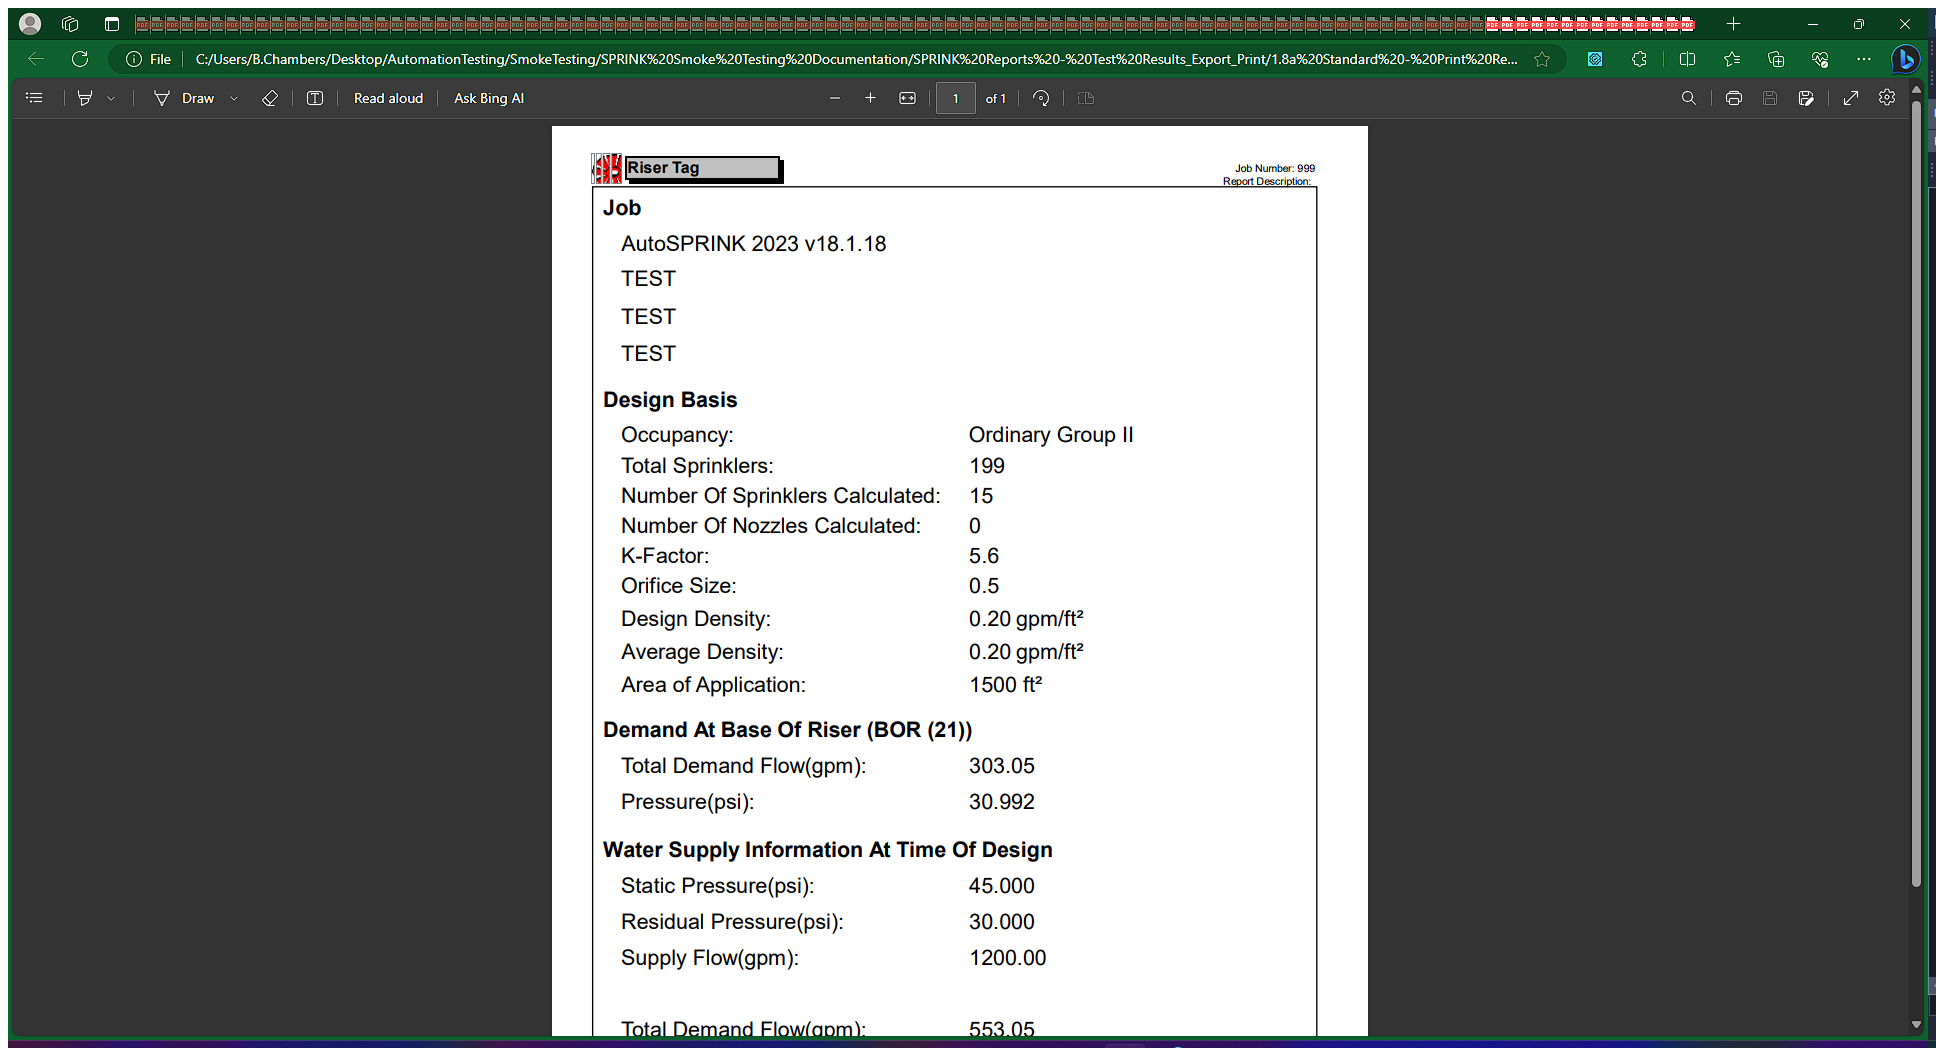 File
C:/Users/B.Chambers/Desktop/AutomationTesting/SmokeTesting/SPRINK%20Smoke%20Testing%20Documentation/SPRINK%20Reports%20-%20Test%20Results_Export_Print/1.8a%20Standard%20-%20Print%20Re...
Draw
Read aloud
Ask Bing AI
1 of 1
Riser Tag
Job Number: 999
Report Description:
Job
AutoSPRINK 2023 v18.1.18
TEST
TEST
TEST
Design Basis
Occupancy: Ordinary Group II
Total Sprinklers: 199
Number Of Sprinklers Calculated: 15
Number Of Nozzles Calculated: 0
K-Factor: 5.6
Orifice Size: 0.5
Design Density: 0.20 gpm/ft²
Average Density: 0.20 gpm/ft²
Area of Application: 1500 ft²
Demand At Base Of Riser (BOR (21))
Total Demand Flow(gpm): 303.05
Pressure(psi): 30.992
Water Supply Information At Time Of Design
Static Pressure(psi): 45.000
Residual Pressure(psi): 30.000
Supply Flow(gpm): 1200.00
Total Demand Flow(gpm): 553.05